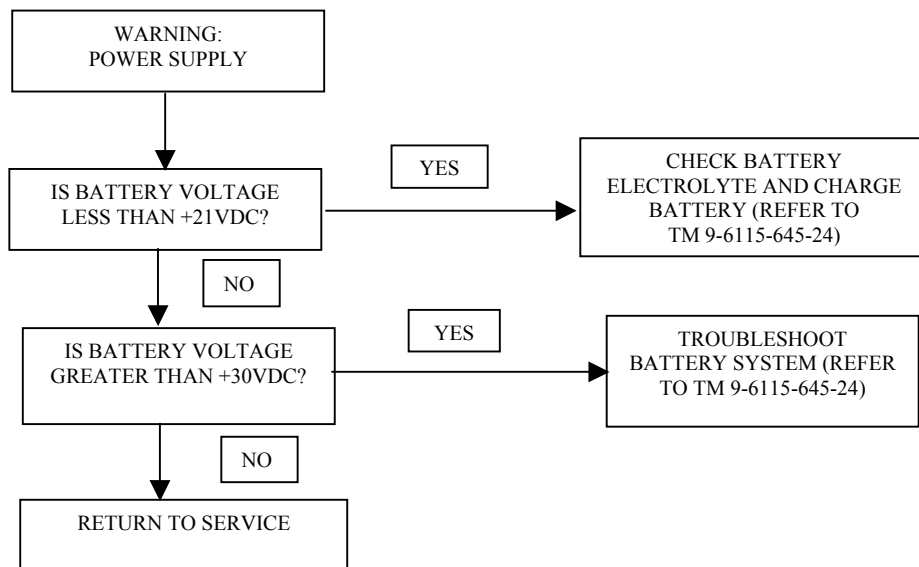 WARNING:
POWER SUPPLY
IS BATTERY VOLTAGE
LESS THAN +21VDC?
YES
CHECK BATTERY
ELECTROLYTE AND CHARGE
BATTERY (REFER TO
TM 9-6115-645-24)
NO
IS BATTERY VOLTAGE
GREATER THAN +30VDC?
YES
TROUBLESHOOT
BATTERY SYSTEM (REFER
TO TM 9-6115-645-24)
NO
RETURN TO SERVICE